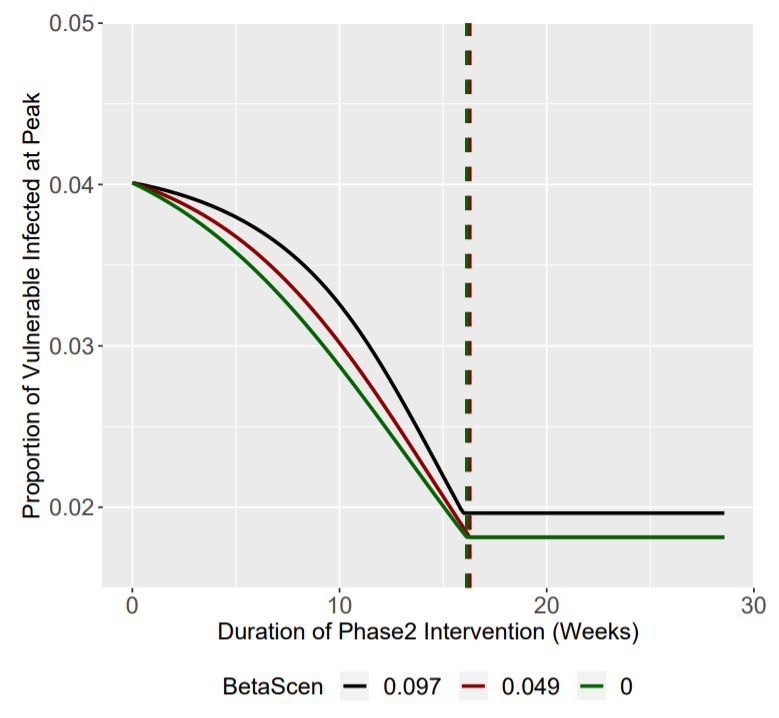 Proportion of Vulnerable Infected at Peak
0.05
0.04
0.03
0.02
0 10 20 30
Duration of Phase2 Intervention (Weeks)
BetaScen 0.097 0.049 0